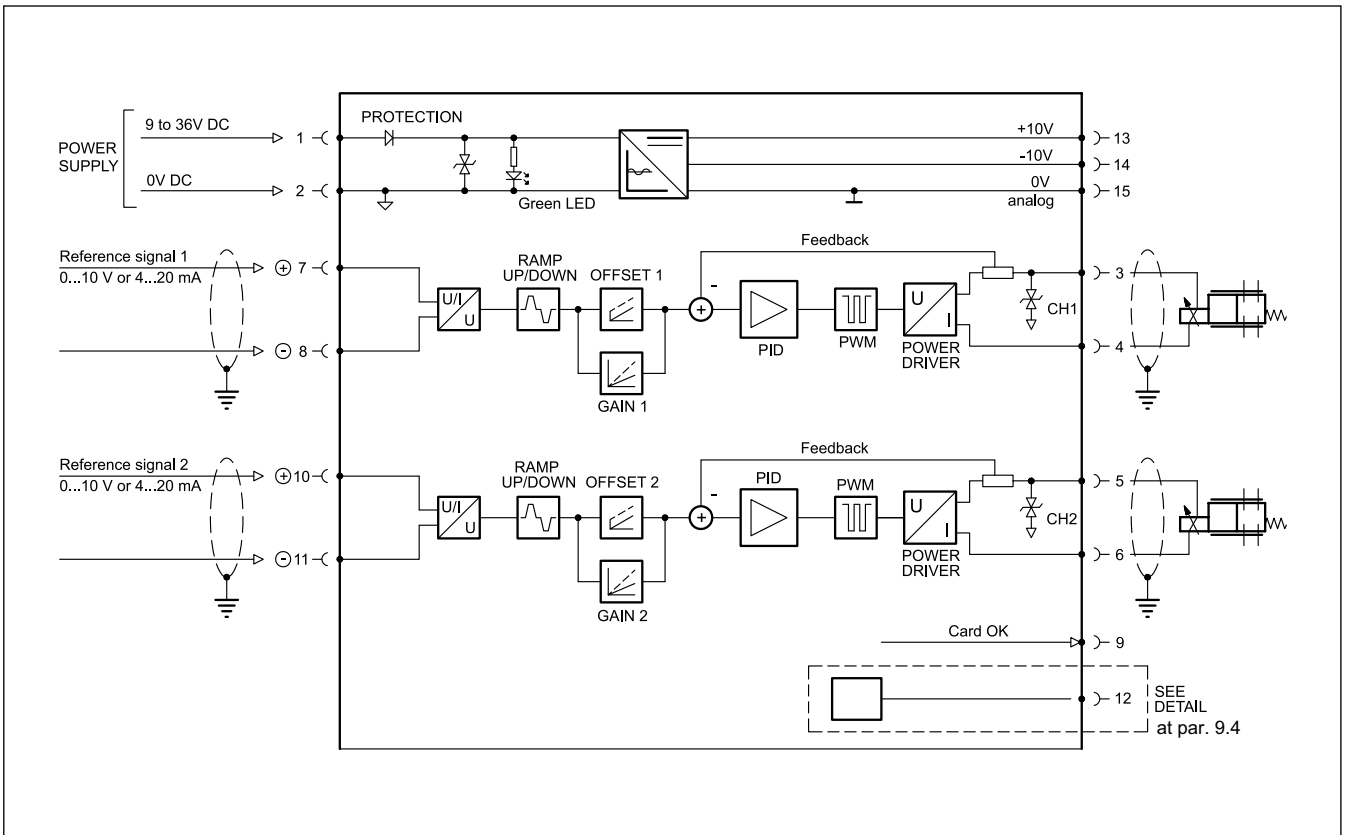 POWER
SUPPLY
9 to 36V DC
1
0V DC
2
PROTECTION
Green LED
+10V
13
-10V
14
0V
analog
15
Reference signal 1
0...10 V or 4...20 mA
+ 7
- 8
U/I
U
RAMP
UP/DOWN
OFFSET 1
GAIN 1
Feedback
-
+
PID
PWM
U
I
POWER
DRIVER
CH1
3
4
Reference signal 2
0...10 V or 4...20 mA
+ 10
- 11
U/I
U
RAMP
UP/DOWN
OFFSET 2
GAIN 2
Feedback
-
+
PID
PWM
U
I
POWER
DRIVER
CH2
5
6
Card OK
9
12
SEE
DETAIL
at par. 9.4